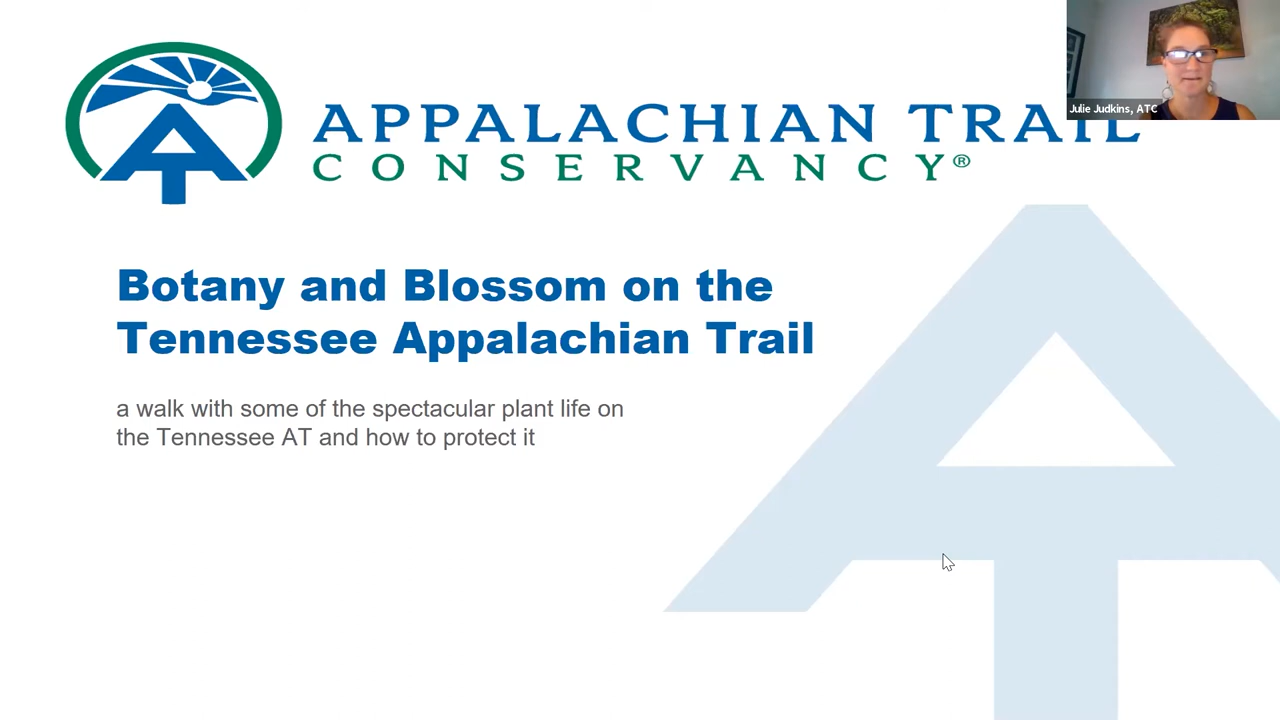 APPALACHIAN TRAIL
CONSERVANCY®
Julie Judkins, ATC
Botany and Blossom on the
Tennessee Appalachian Trail
a walk with some of the spectacular plant life on
the Tennessee AT and how to protect it